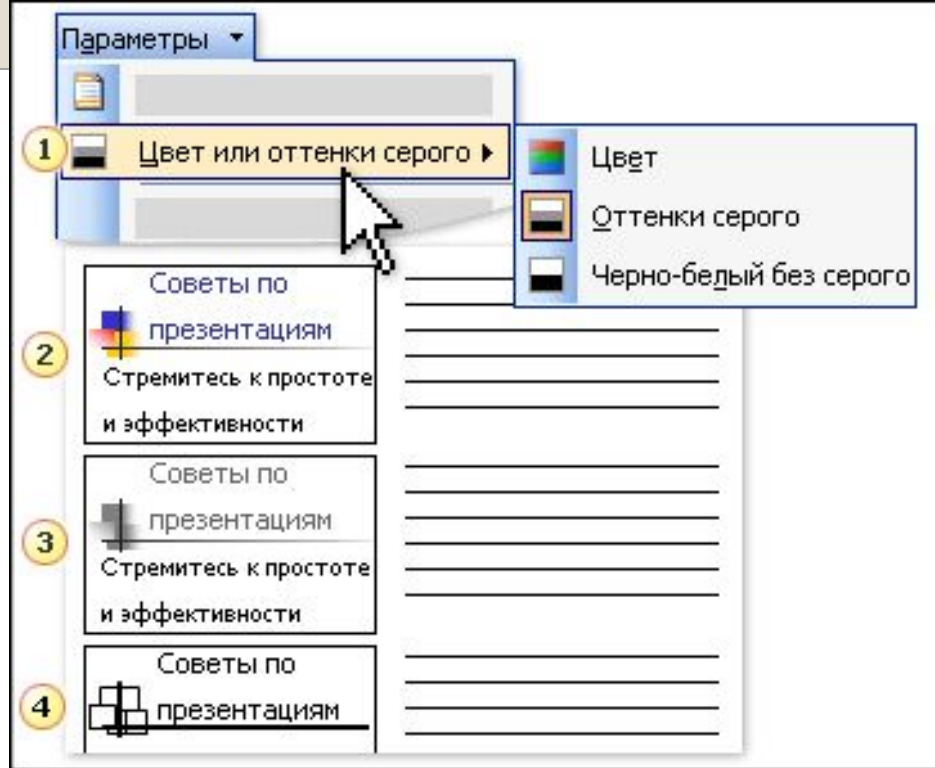 Параметры
1
Цвет или оттенки серого
Цвет
Оттенки серого
Черно-белый без серого
2
Советы по
презентациям
Стремитесь к простоте
и эффективности
3
Советы по
презентациям
Стремитесь к простоте
и эффективности
4
Советы по
презентациям